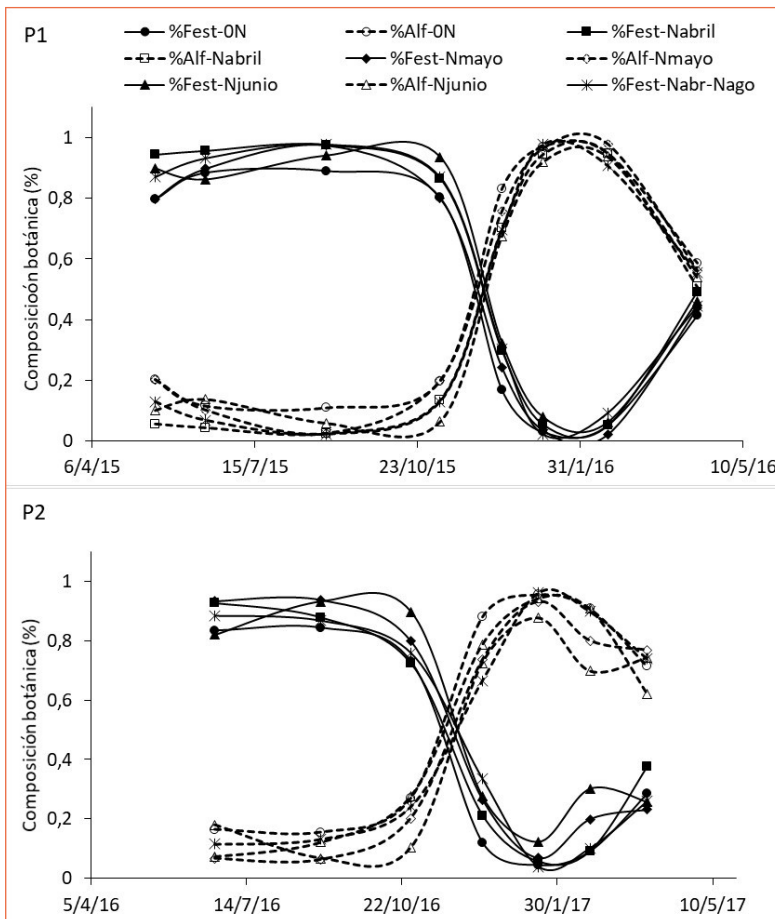 P1
%Fest-0N %Alf-0N %Fest-Nabril
%Alf-Nabril %Fest-Nmayo %Alf-Nmayo
%Fest-Njunio %Alf-Njunio %Fest-Nabr-Nago
Composicioón botánica (%)
1
0,8
0,6
0,4
0,2
0
6/4/15 15/7/15 23/10/15 31/1/16 10/5/16
P2
Composición botánica (%)
1
0,8
0,6
0,4
0,2
0
5/4/16 14/7/16 22/10/16 30/1/17 10/5/17